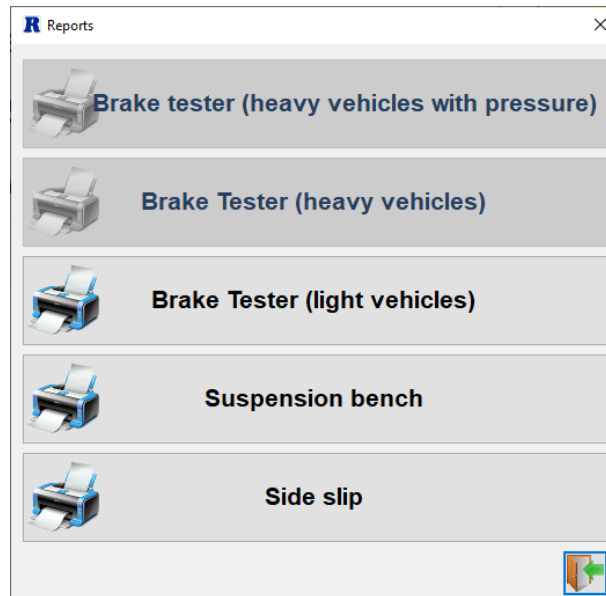 R Reports
Brake tester (heavy vehicles with pressure)
Brake Tester (heavy vehicles)
Brake Tester (light vehicles)
Suspension bench
Side slip